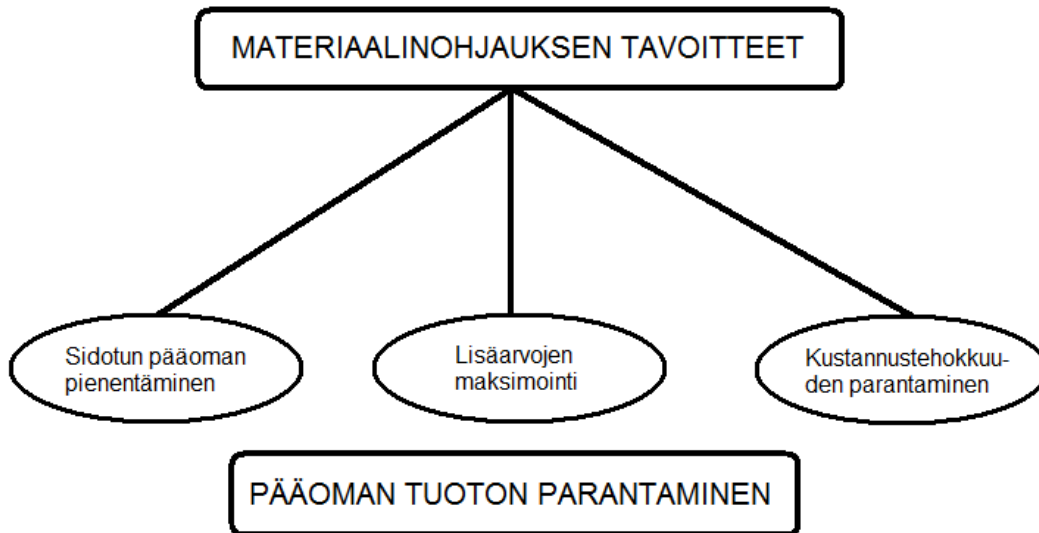 MATERIAALINOHJAUKSEN TAVOITTEET
Sidotun pääoman
pienentäminen
Lisäarvojen
maksimointi
Kustannustehokkuu-
den parantaminen
PÄÄOMAN TUOTON PARANTAMINEN